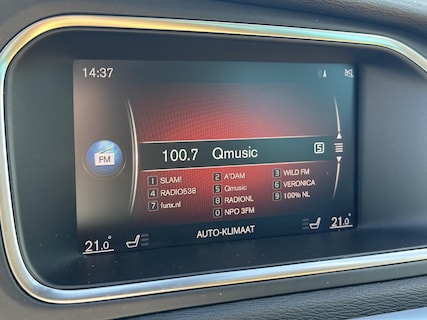 14:37
FM
100.7 Qmusic 5
1 SLAM! 2 A'DAM 3 WILD FM
4 RADIO538 5 Qmusic 6 VERONICA
7 funx.nl 8 RADIONL 9 100% NL
0 NPO 3FM
AUTO-KLIMAAT
21.0° 21.0°